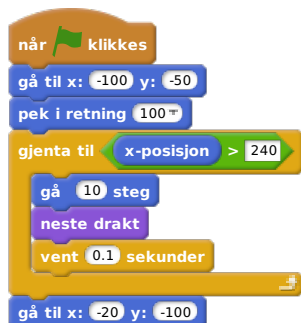 når klikkes
gå til x: -100 y: -50
pek i retning 100
gjenta til x-posisjon > 240
gå 10 steg
neste drakt
vent 0.1 sekunder
gå til x: -20 y: -100